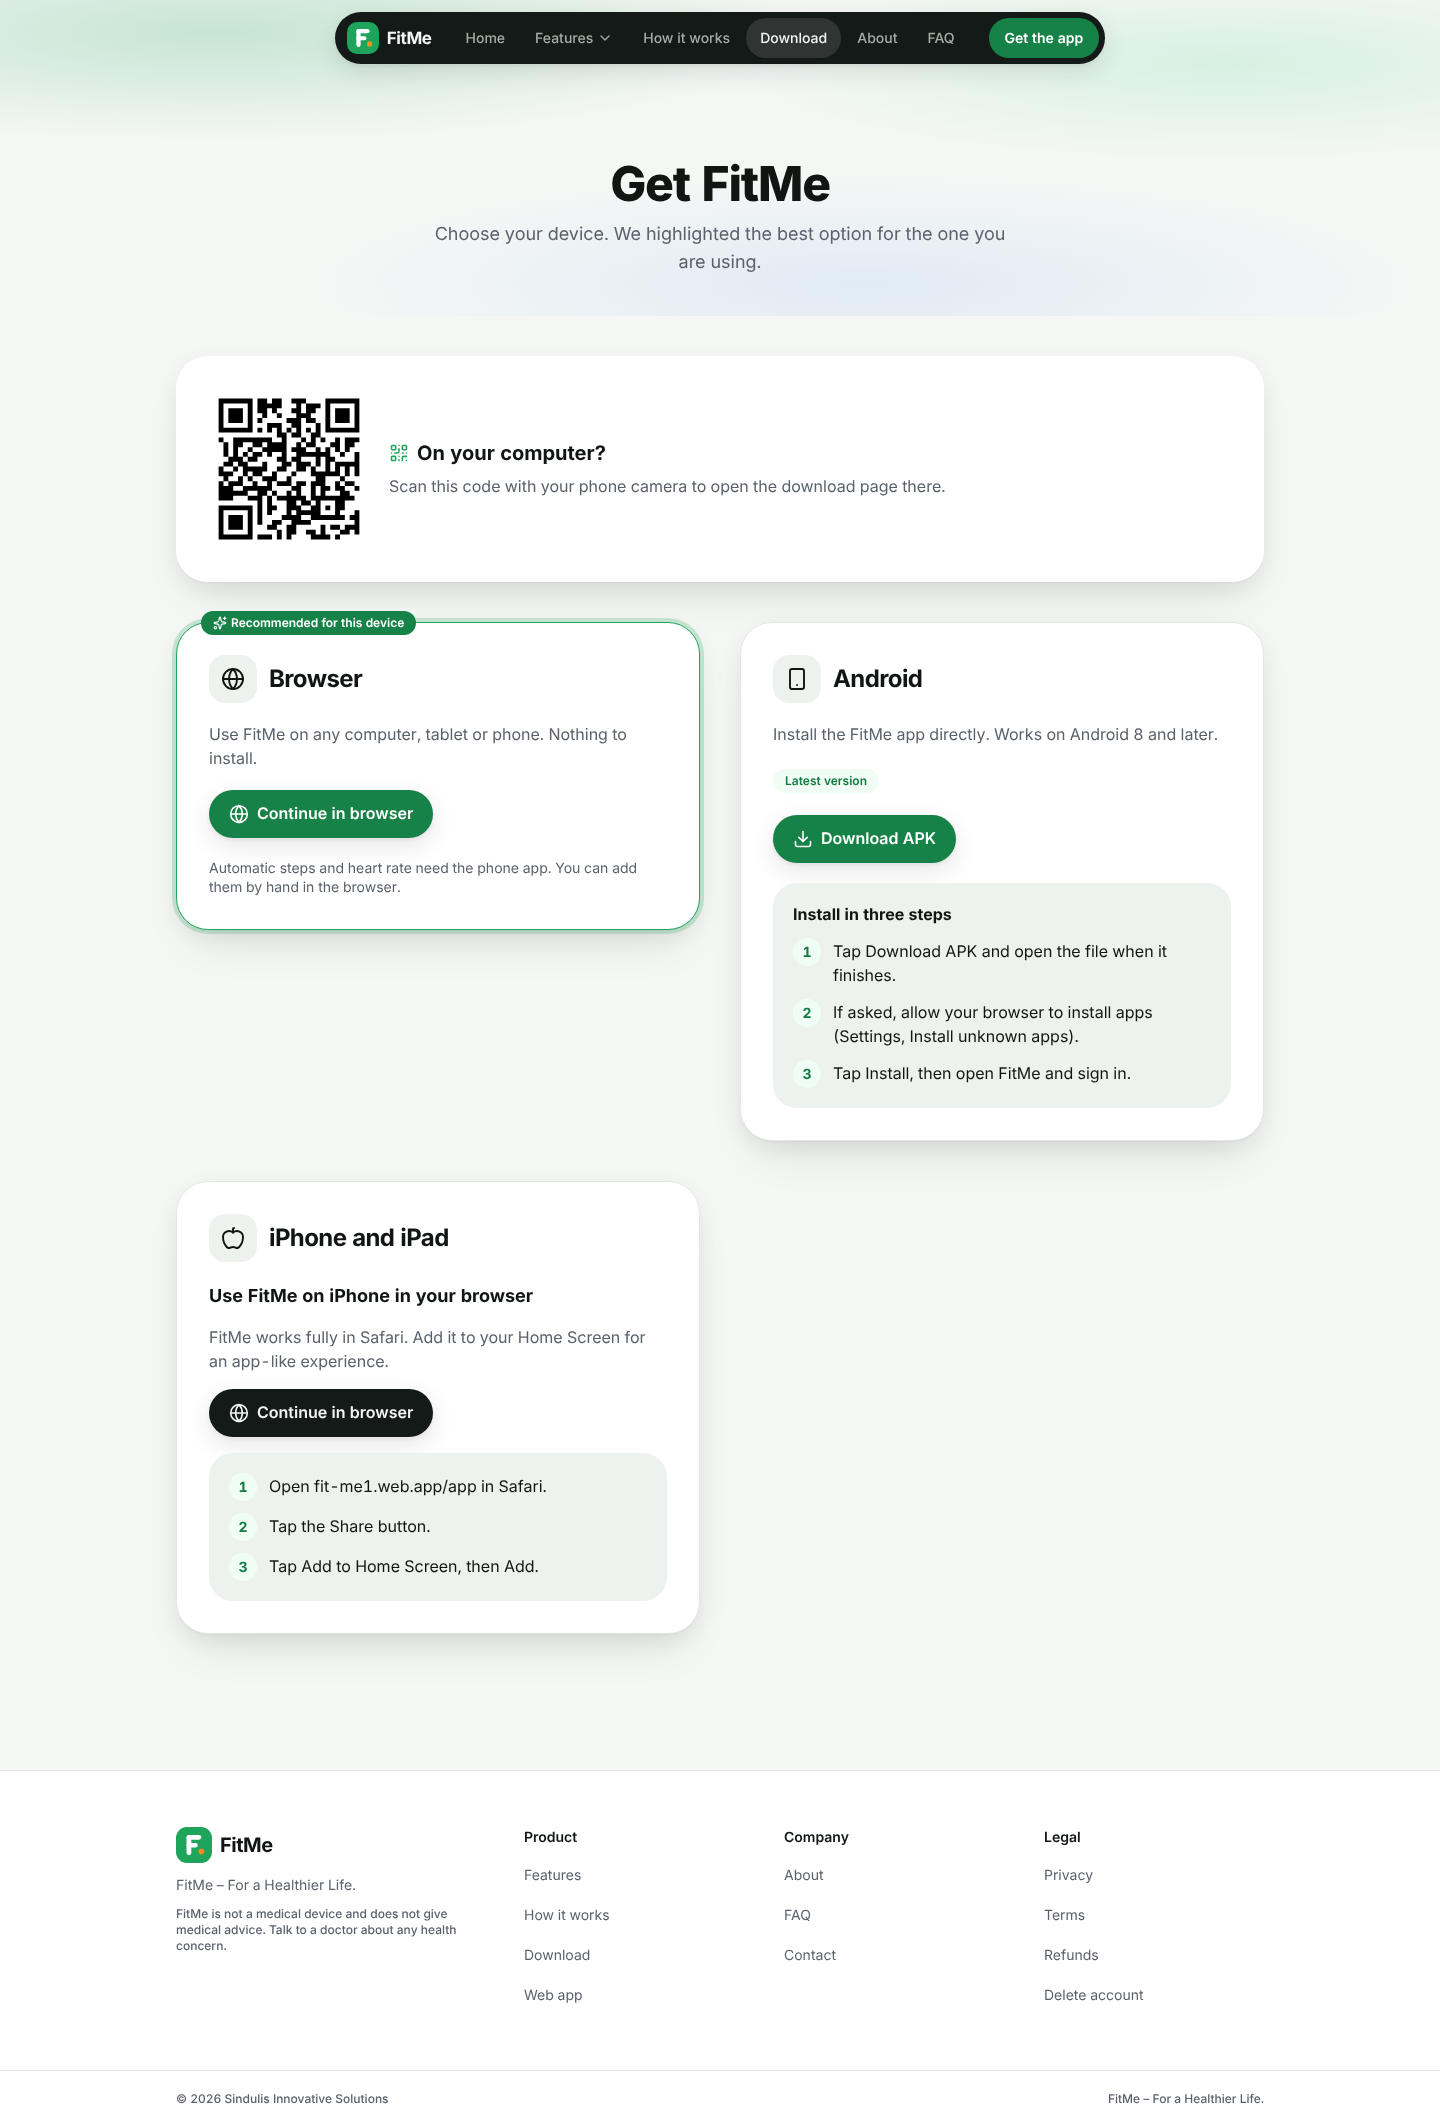 FitMe
Home
Features
How it works
Download
About
FAQ
Get the app
Get FitMe
Choose your device. We highlighted the best option for the one you
are using.
On your computer?
Scan this code with your phone camera to open the download page there.
Recommended for this device
Browser
Use FitMe on any computer, tablet or phone. Nothing to
install.
Continue in browser
Automatic steps and heart rate need the phone app. You can add
them by hand in the browser.
Android
Install the FitMe app directly. Works on Android 8 and later.
Latest version
Download APK
Install in three steps
1 Tap Download APK and open the file when it
finishes.
2 If asked, allow your browser to install apps
(Settings, Install unknown apps).
3 Tap Install, then open FitMe and sign in.
iPhone and iPad
Use FitMe on iPhone in your browser
FitMe works fully in Safari. Add it to your Home Screen for
an app-like experience.
Continue in browser
1 Open fit-me1.web.app/app in Safari.
2 Tap the Share button.
3 Tap Add to Home Screen, then Add.
FitMe
FitMe – For a Healthier Life.
FitMe is not a medical device and does not give
medical advice. Talk to a doctor about any health
concern.
Product
Features
How it works
Download
Web app
Company
About
FAQ
Contact
Legal
Privacy
Terms
Refunds
Delete account
© 2026 Sindulis Innovative Solutions
FitMe – For a Healthier Life.